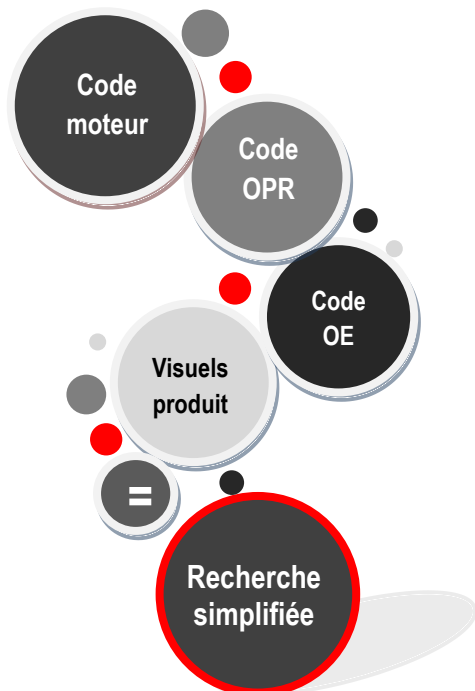 Code
moteur
Code
OPR
Code
OE
Visuels
produit
=
Recherche
simplifiée